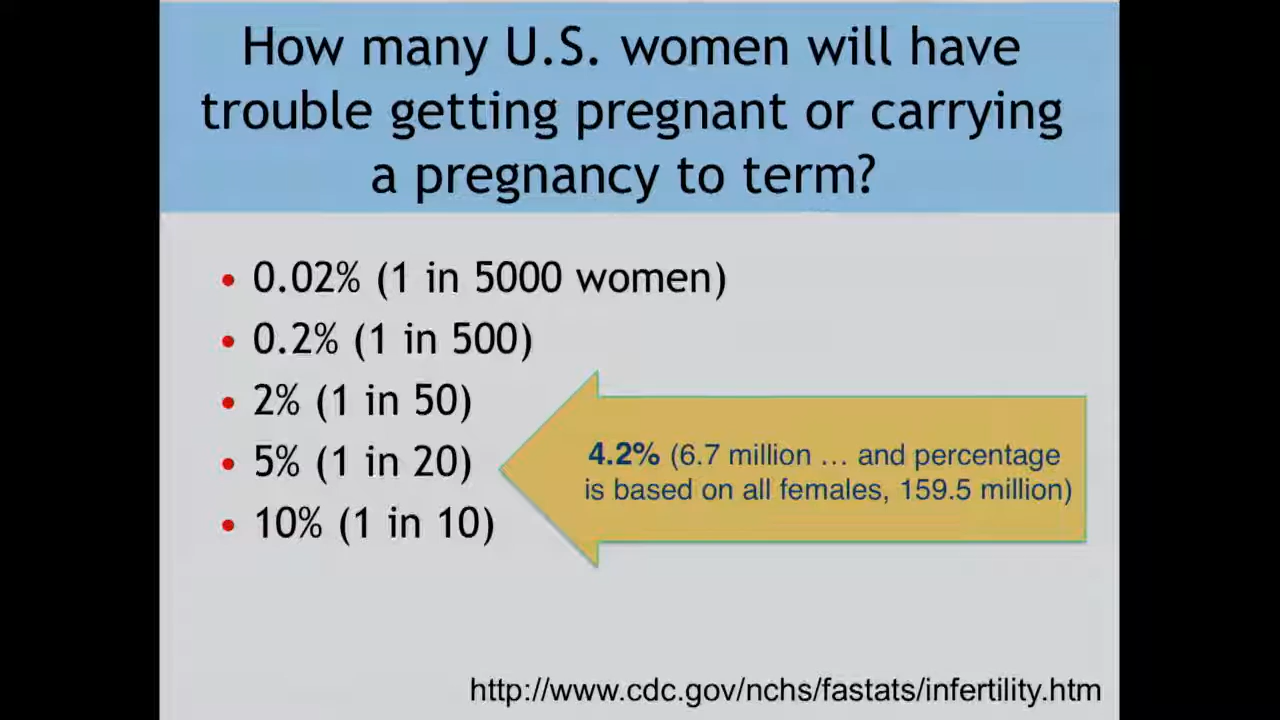 How many U.S. women will have
trouble getting pregnant or carrying
a pregnancy to term?
• 0.02% (1 in 5000 women)
• 0.2% (1 in 500)
• 2% (1 in 50)
• 5% (1 in 20)
• 10% (1 in 10)
4.2% (6.7 million ... and percentage
is based on all females, 159.5 million)
http://www.cdc.gov/nchs/fastats/infertility.htm